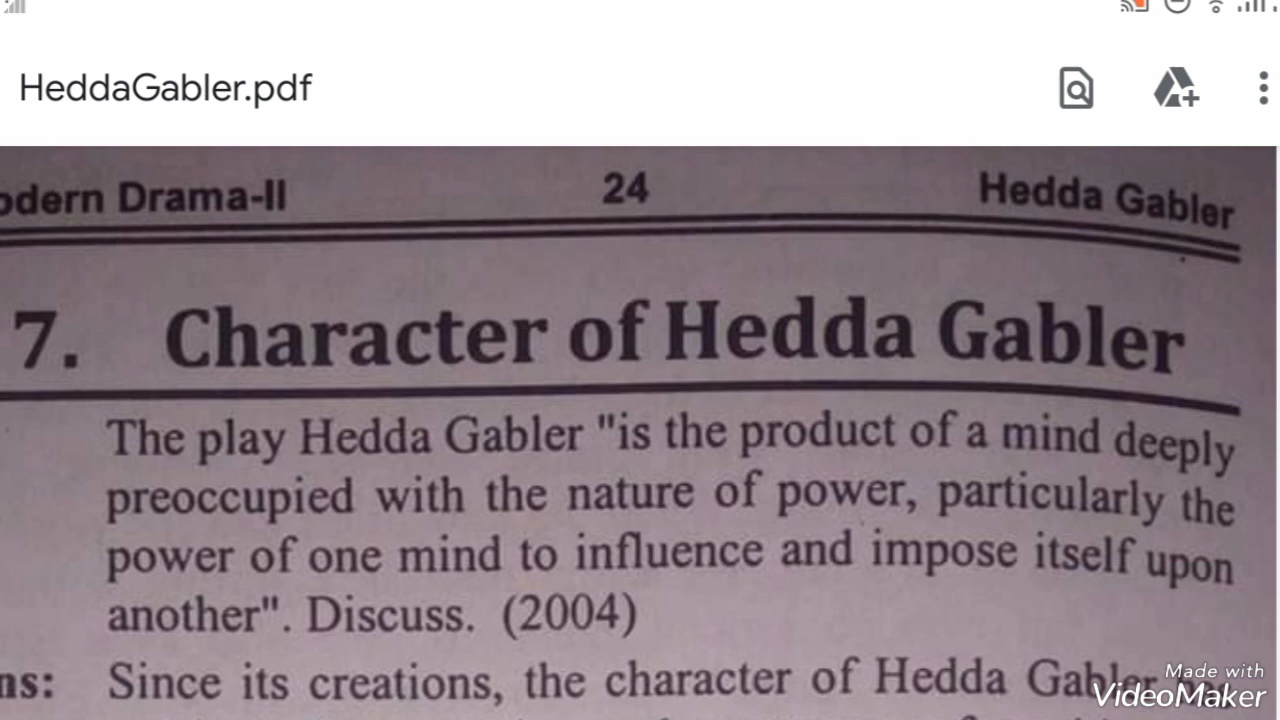 HeddaGabler.pdf
odern Drama-II 24 Hedda Gabler
7. Character of Hedda Gabler
The play Hedda Gabler "is the product of a mind deeply
preoccupied with the nature of power, particularly the
power of one mind to influence and impose itself upon
another". Discuss. (2004)
ns: Since its creations, the character of Hedda Gabler
Made with
VideoMaker